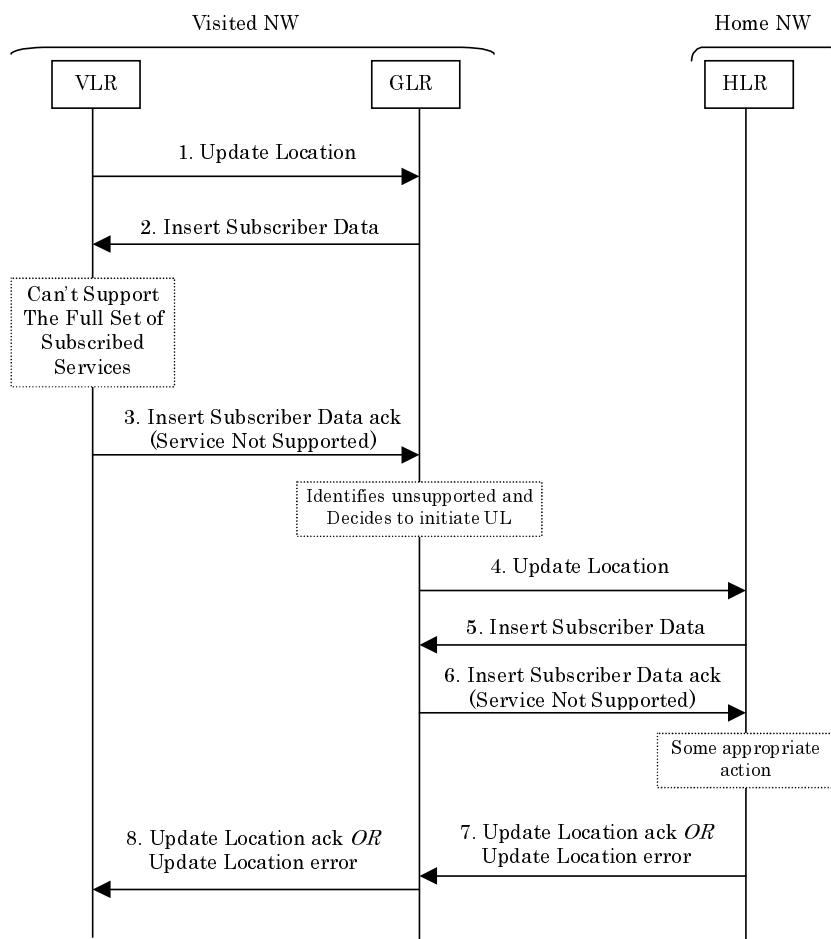 Visited NW
Home NW
VLR
GLR
HLR
1. Update Location
2. Insert Subscriber Data
Can't Support
The Full Set of
Subscribed
Services
3. Insert Subscriber Data ack
(Service Not Supported)
Identifies unsupported and
Decides to initiate UL
4. Update Location
5. Insert Subscriber Data
6. Insert Subscriber Data ack
(Service Not Supported)
Some appropriate
action
7. Update Location ack OR
Update Location error
8. Update Location ack OR
Update Location error